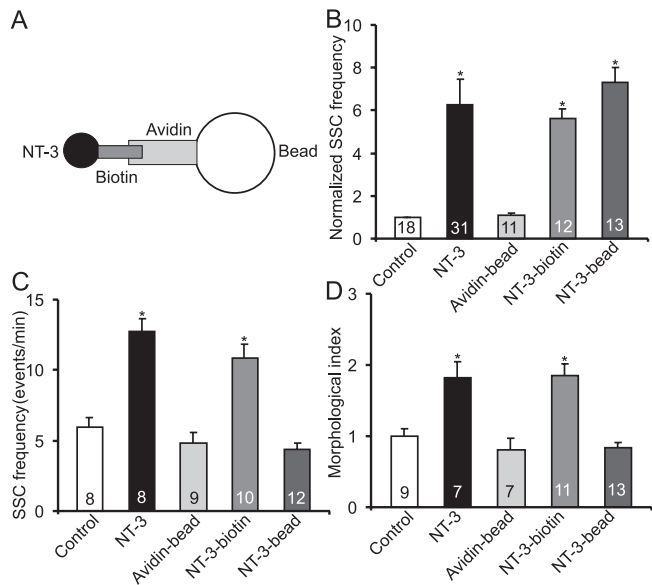 A
NT-3
Avidin
Biotin
Bead
B
Normalized SSC frequency
10
8
6
4
2
0
*
*
*
18
31
11
12
13
Control
NT-3
Avidin-bead
NT-3-biotin
NT-3-bead
C
SSC frequency(events/min)
15
10
5
0
*
*
8
8
9
10
12
Control
NT-3
Avidin-bead
NT-3-biotin
NT-3-bead
D
Morphological index
3
2
1
0
*
*
9
7
7
11
13
Control
NT-3
Avidin-bead
NT-3-biotin
NT-3-bead